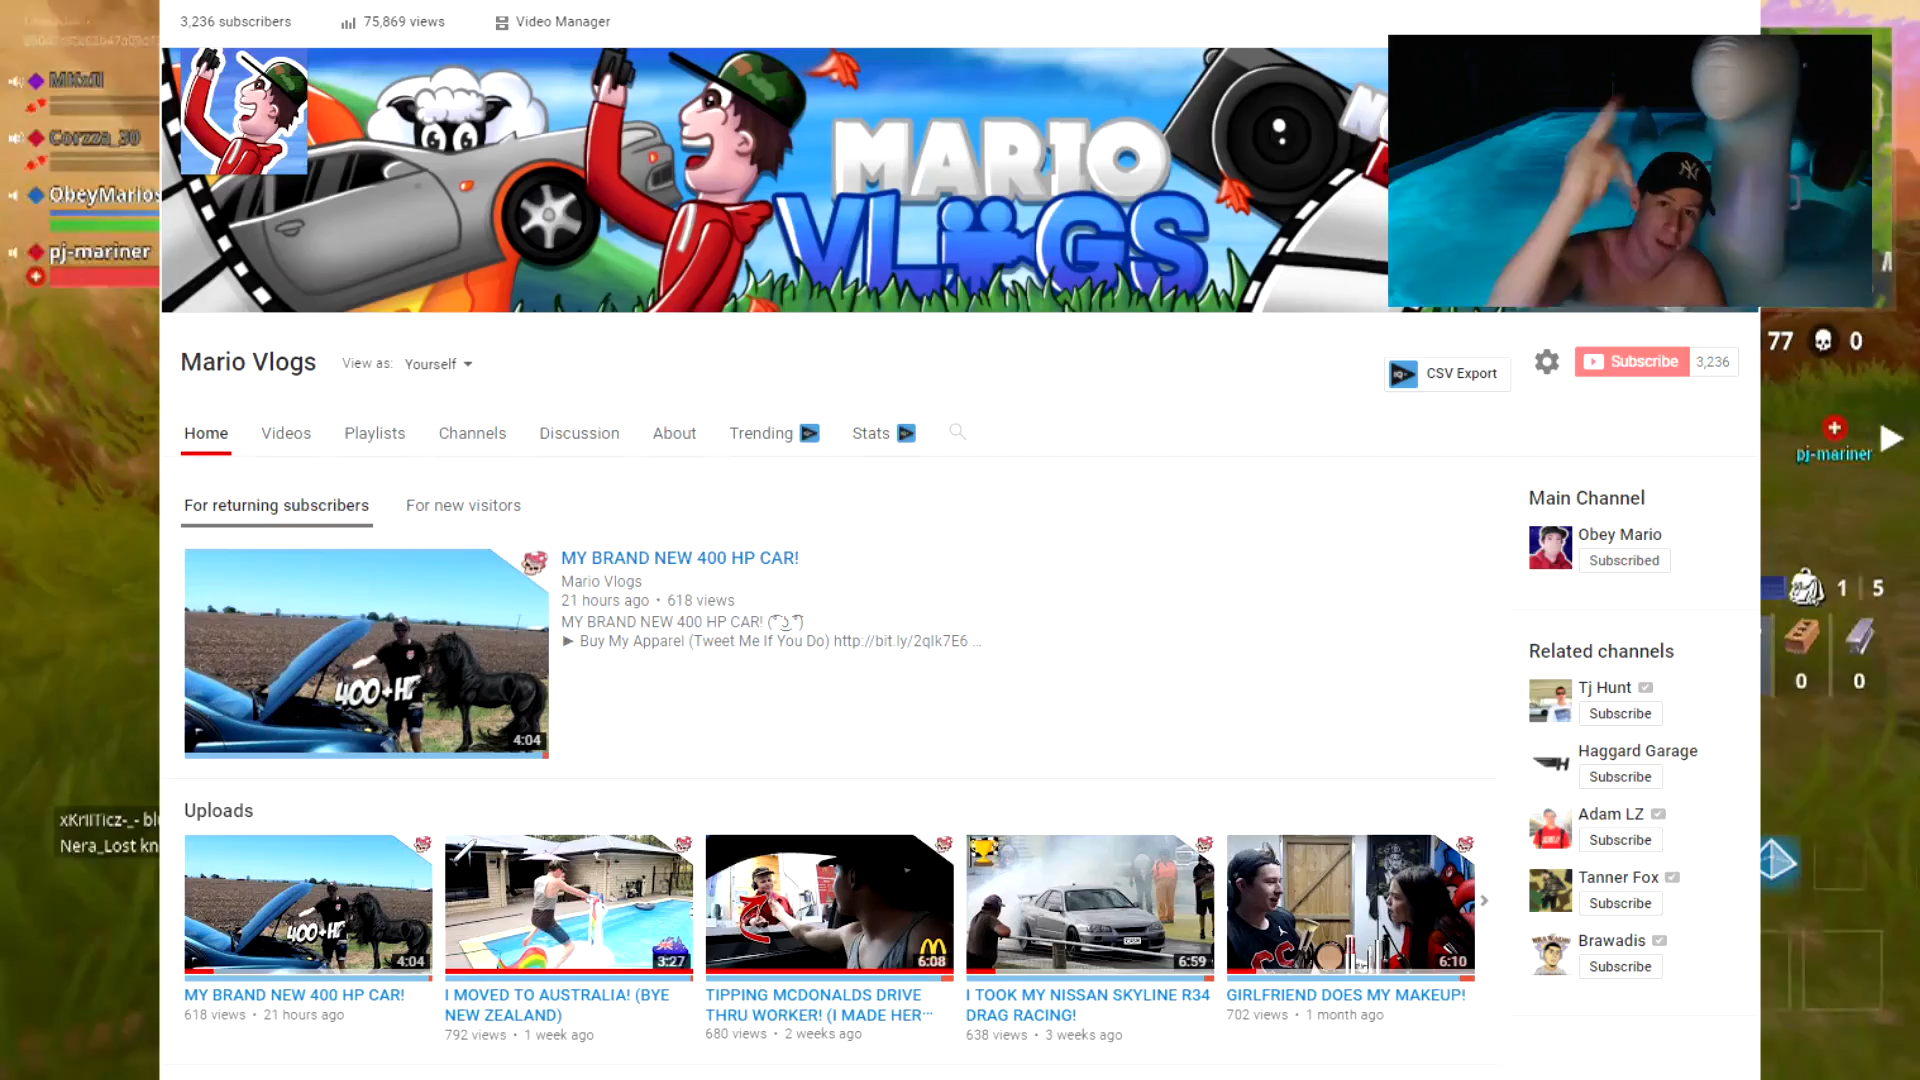 3,236 subscribers
75,869 views
Video Manager
Corzza_30
ObeyMarios
pj-mariner
MARIO
VLOGS
NY
Mario Vlogs
View as: Yourself
CSV Export
Subscribe 3,236
77 0
Home
Videos
Playlists
Channels
Discussion
About
Trending
Stats
pj-mariner
For returning subscribers
For new visitors
Main Channel
Obey Mario
Subscribed
MY BRAND NEW 400 HP CAR!
Mario Vlogs
21 hours ago • 618 views
MY BRAND NEW 400 HP CAR! ( ͡° ͜ʖ ͡°)
► Buy My Apparel (Tweet Me If You Do) http://bit.ly/2qIk7E6 ...
400+HP
4:04
1 | 5
0 0
Related channels
Tj Hunt
Subscribe
Haggard Garage
Subscribe
Adam LZ
Subscribe
Tanner Fox
Subscribe
Brawadis
Subscribe
Uploads
xKrIITicz-_- bl
Nera_Lost kn
400+HP
4:04
3:27
6:08
6:59
6:10
MY BRAND NEW 400 HP CAR!
618 views • 21 hours ago
I MOVED TO AUSTRALIA! (BYE
NEW ZEALAND)
792 views • 1 week ago
TIPPING MCDONALDS DRIVE
THRU WORKER! (I MADE HER...
680 views • 2 weeks ago
I TOOK MY NISSAN SKYLINE R34
DRAG RACING!
638 views • 3 weeks ago
GIRLFRIEND DOES MY MAKEUP!
702 views • 1 month ago